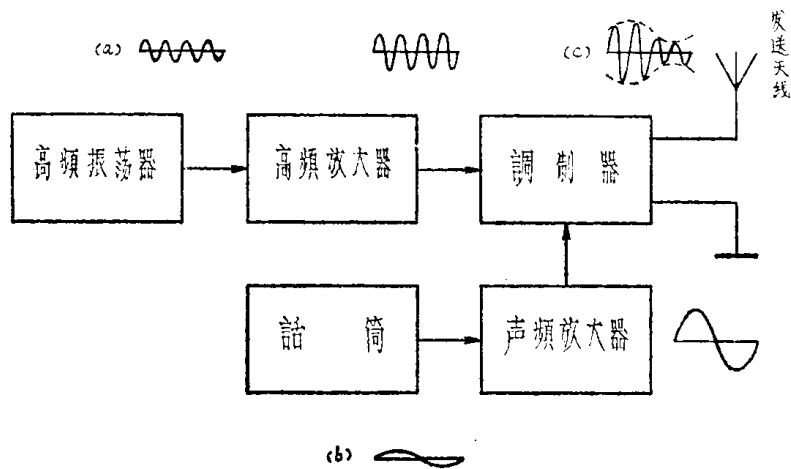 (a)
(c)
发送天线
高頻振荡器
高頻放大器
調制器
話筒
声頻放大器
(b)